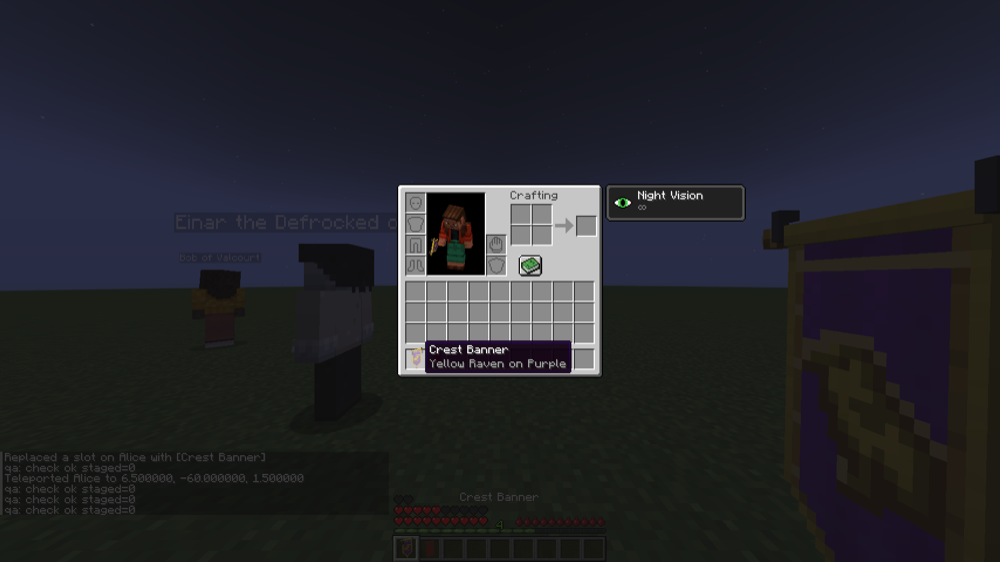 Crafting
Night Vision
∞
Einar the Defrocked o
Bob of Valcourt
Crest Banner
Yellow Raven on Purple
Replaced a slot on Alice with [Crest Banner]
qa: check ok staged=0
Teleported Alice to 6.500000, -60.000000, 1.500000
qa: check ok staged=0
qa: check ok staged=0
qa: check ok staged=0
Crest Banner
4